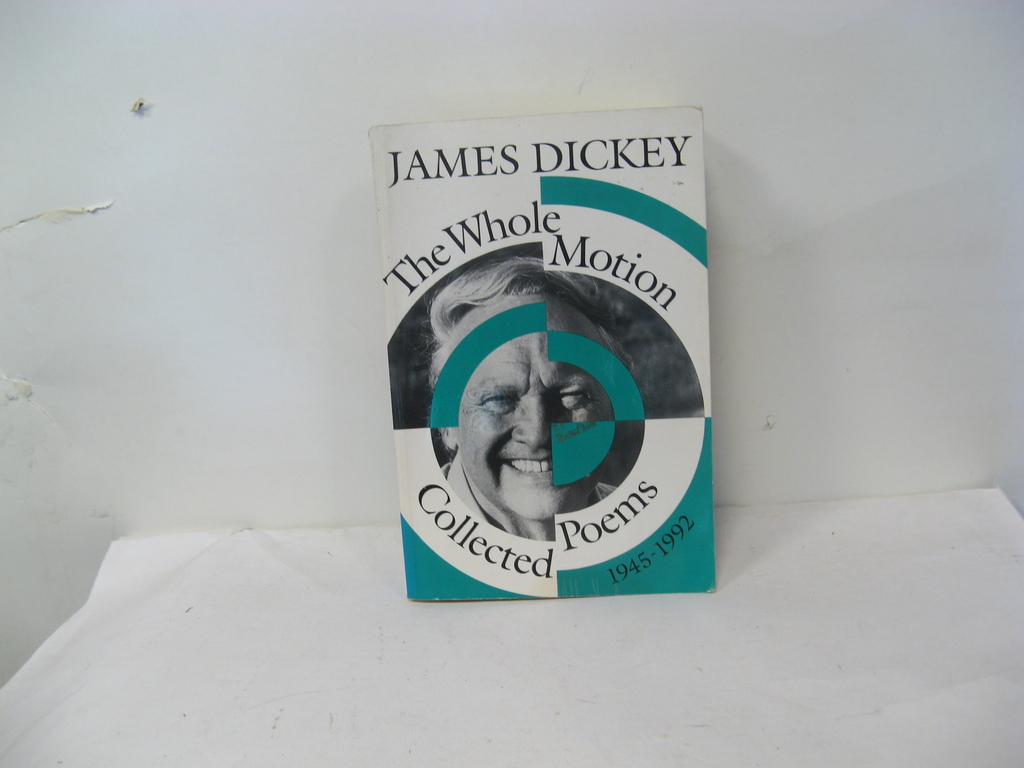 JAMES DICKEY
The Whole
Motion
Collected
Poems
1945-1992